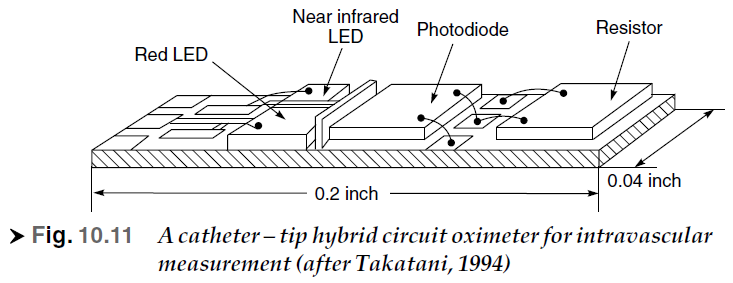 Near infrared
LED
Photodiode
Resistor
Red LED
0.2 inch
0.04 inch
➤ Fig. 10.11 A catheter – tip hybrid circuit oximeter for intravascular
measurement (after Takatani, 1994)